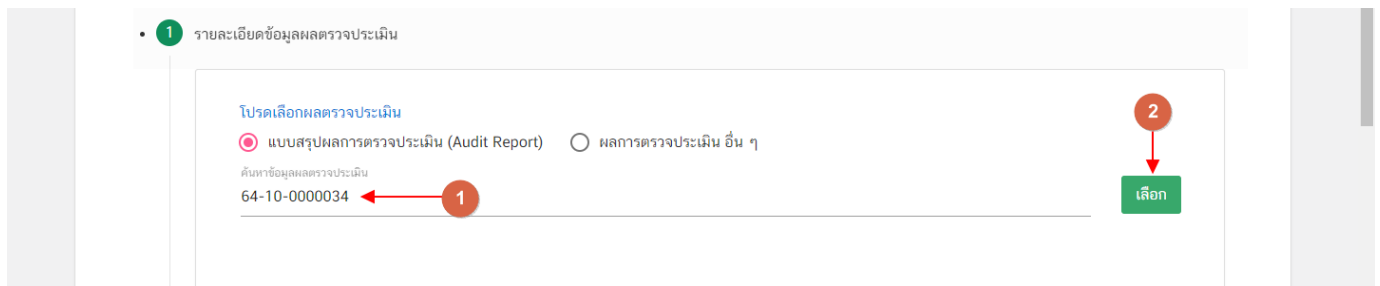 1 รายละเอียดข้อมูลผลตรวจประเมิน
โปรดเลือกผลตรวจประเมิน
2
แบบสรุปผลการตรวจประเมิน (Audit Report) ผลการตรวจประเมิน อื่น ๆ
ค้นหาข้อมูลผลตรวจประเมิน
64-10-0000034 1 เลือก